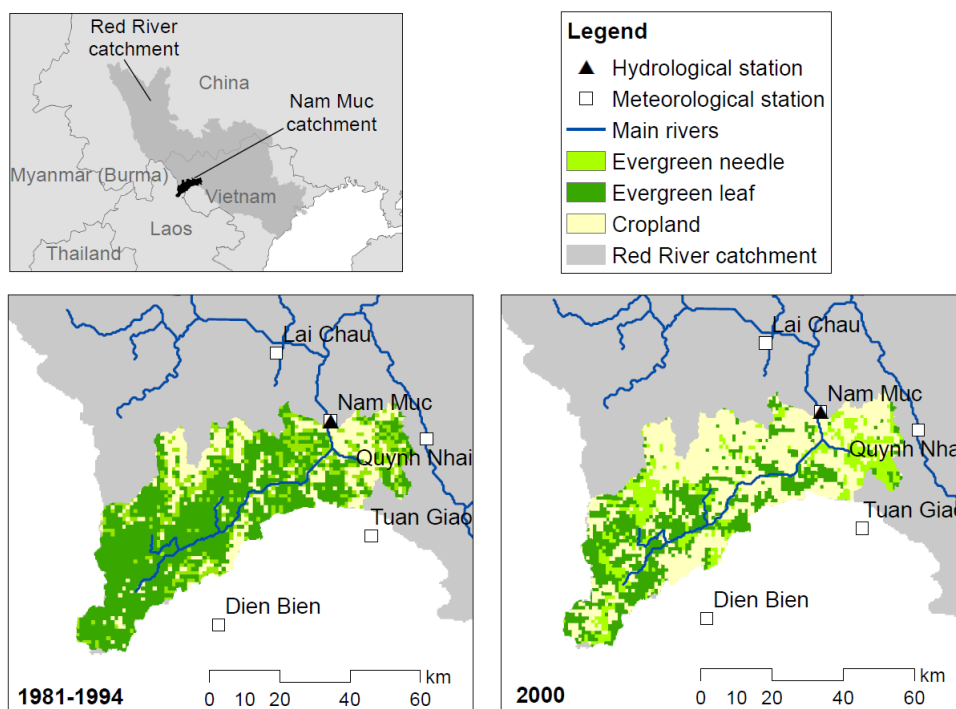 Red River
catchment
China
Nam Muc
catchment
Myanmar (Burma)
Vietnam
Laos
Thailand
Legend
Hydrological station
Meteorological station
Main rivers
Evergreen needle
Evergreen leaf
Cropland
Red River catchment
Lai Chau
Nam Muc
Quynh Nhai
Tuan Giao
Dien Bien
km
0 10 20 40 60
1981-1994
Lai Chau
Nam Muc
Quynh Nha
Tuan Giao
Dien Bien
km
0 10 20 40 60
2000